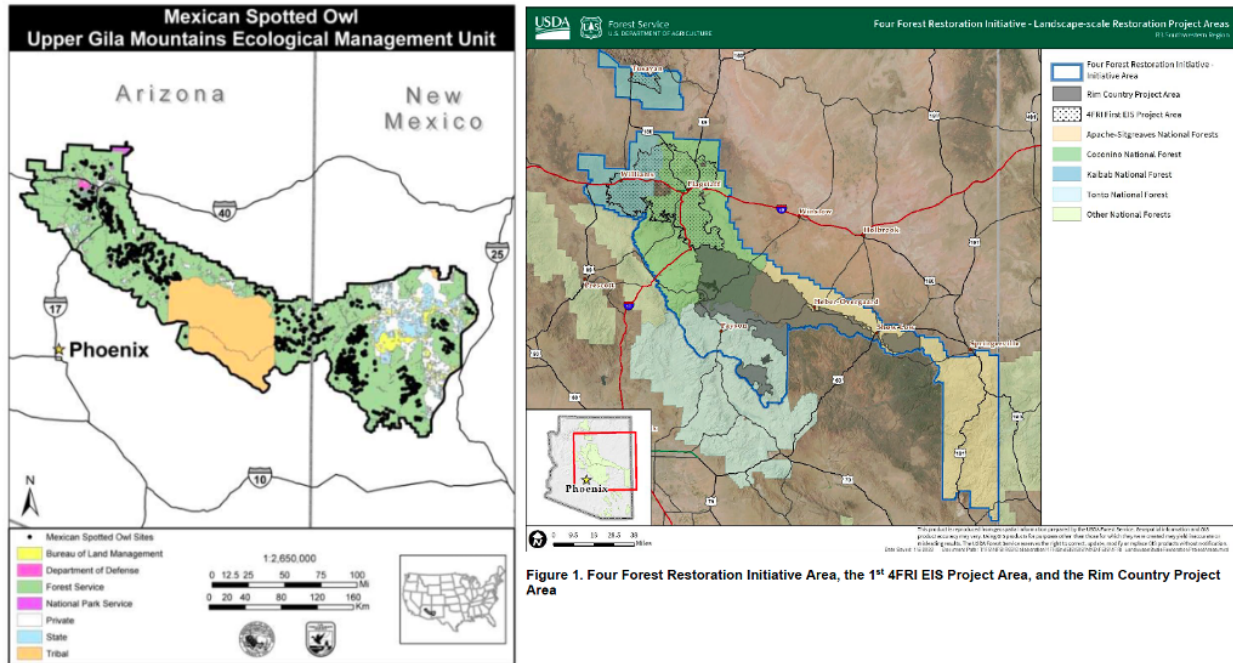 Mexican Spotted Owl
Upper Gila Mountains Ecological Management Unit
Arizona
New
Mexico
40
25
17
Phoenix
10
N
Mexican Spotted Owl Sites
Bureau of Land Management
Department of Defense
Forest Service
National Park Service
Private
State
Tribal
1:2,650,000
0 12.5 25 50 75 100
Mi
0 20 40 80 120 160
Km
USDA
Forest Service
U.S. DEPARTMENT OF AGRICULTURE
Four Forest Restoration Initiative - Landscape-scale Restoration Project Areas
Southwestern Region
Four Forest Restoration Initiative -
Initiative Area
Rim Country Project Area
4FRI First EIS Project Area
Apache-Sitgreaves National Forests
Coconino National Forest
Kaibab National Forest
Tonto National Forest
Other National Forests
Tusayan
Williams
Flagstaff
Winslow
Holbrook
Prescott
Payson
Heber-Overgaard
Show Low
Springerville
Phoenix
0 9.5 19 28.5 38
Miles
Figure 1. Four Forest Restoration Initiative Area, the 1st 4FRI EIS Project Area, and the Rim Country Project
Area